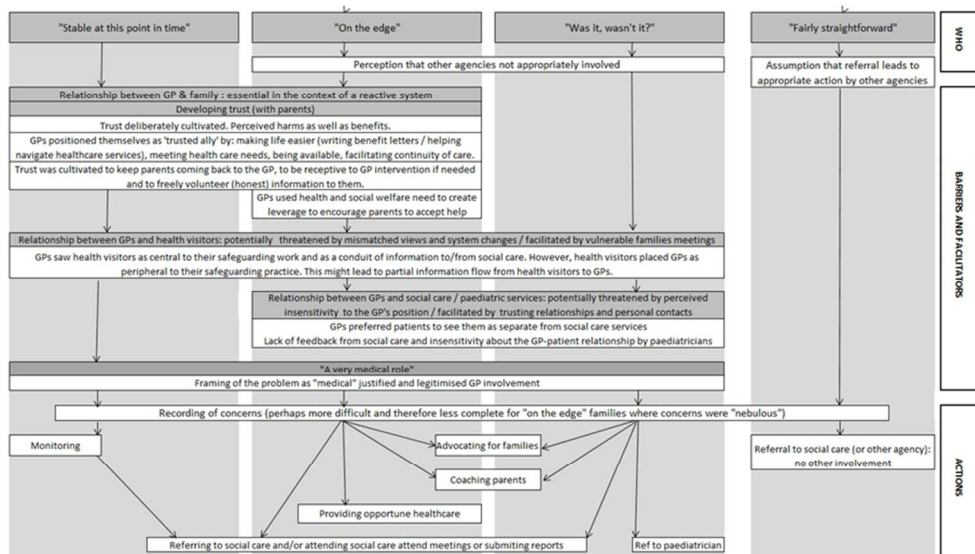 "Stable at this point in time"
"On the edge"
"Was it, wasn't it?"
"Fairly straightforward"
WHO
Perception that other agencies not appropriately involved
Assumption that referral leads to
appropriate action by other agencies
Relationship between GP & family : essential in the context of a reactive system
Developing trust (with parents)
Trust deliberately cultivated. Perceived harms as well as benefits.
GPs positioned themselves as 'trusted ally' by: making life easier (writing benefit letters / helping
navigate healthcare services), meeting health care needs, being available, facilitating continuity of care.
Trust was cultivated to keep parents coming back to the GP, to be receptive to GP intervention if needed
and to freely volunteer (honest) information to them.
GPs used health and social welfare need to create
leverage to encourage parents to accept help
BARRIERS AND FACILITATORS
Relationship between GPs and health visitors: potentially threatened by mismatched views and system changes / facilitated by vulnerable families meetings
GPs saw health visitors as central to their safeguarding work and as a conduit of information to/from social care. However, health visitors placed GPs as
peripheral to their safeguarding practice. This might lead to partial information flow from health visitors to GPs.
Relationship between GPs and social care / paediatric services: potentially threatened by perceived
insensitivity to the GP's position / facilitated by trusting relationships and personal contacts
GPs preferred patients to see them as separate from social care services
Lack of feedback from social care and insensitivity about the GP-patient relationship by paediatricians
"A very medical role"
Framing of the problem as "medical" justified and legitimised GP involvement
Recording of concerns (perhaps more difficult and therefore less complete for "on the edge" families where concerns were "nebulous")
Monitoring
Advocating for families
Referral to social care (or other agency):
no other involvement
Coaching parents
ACTIONS
Providing opportune healthcare
Referring to social care and/or attending social care attend meetings or submiting reports
Ref to paediatrician